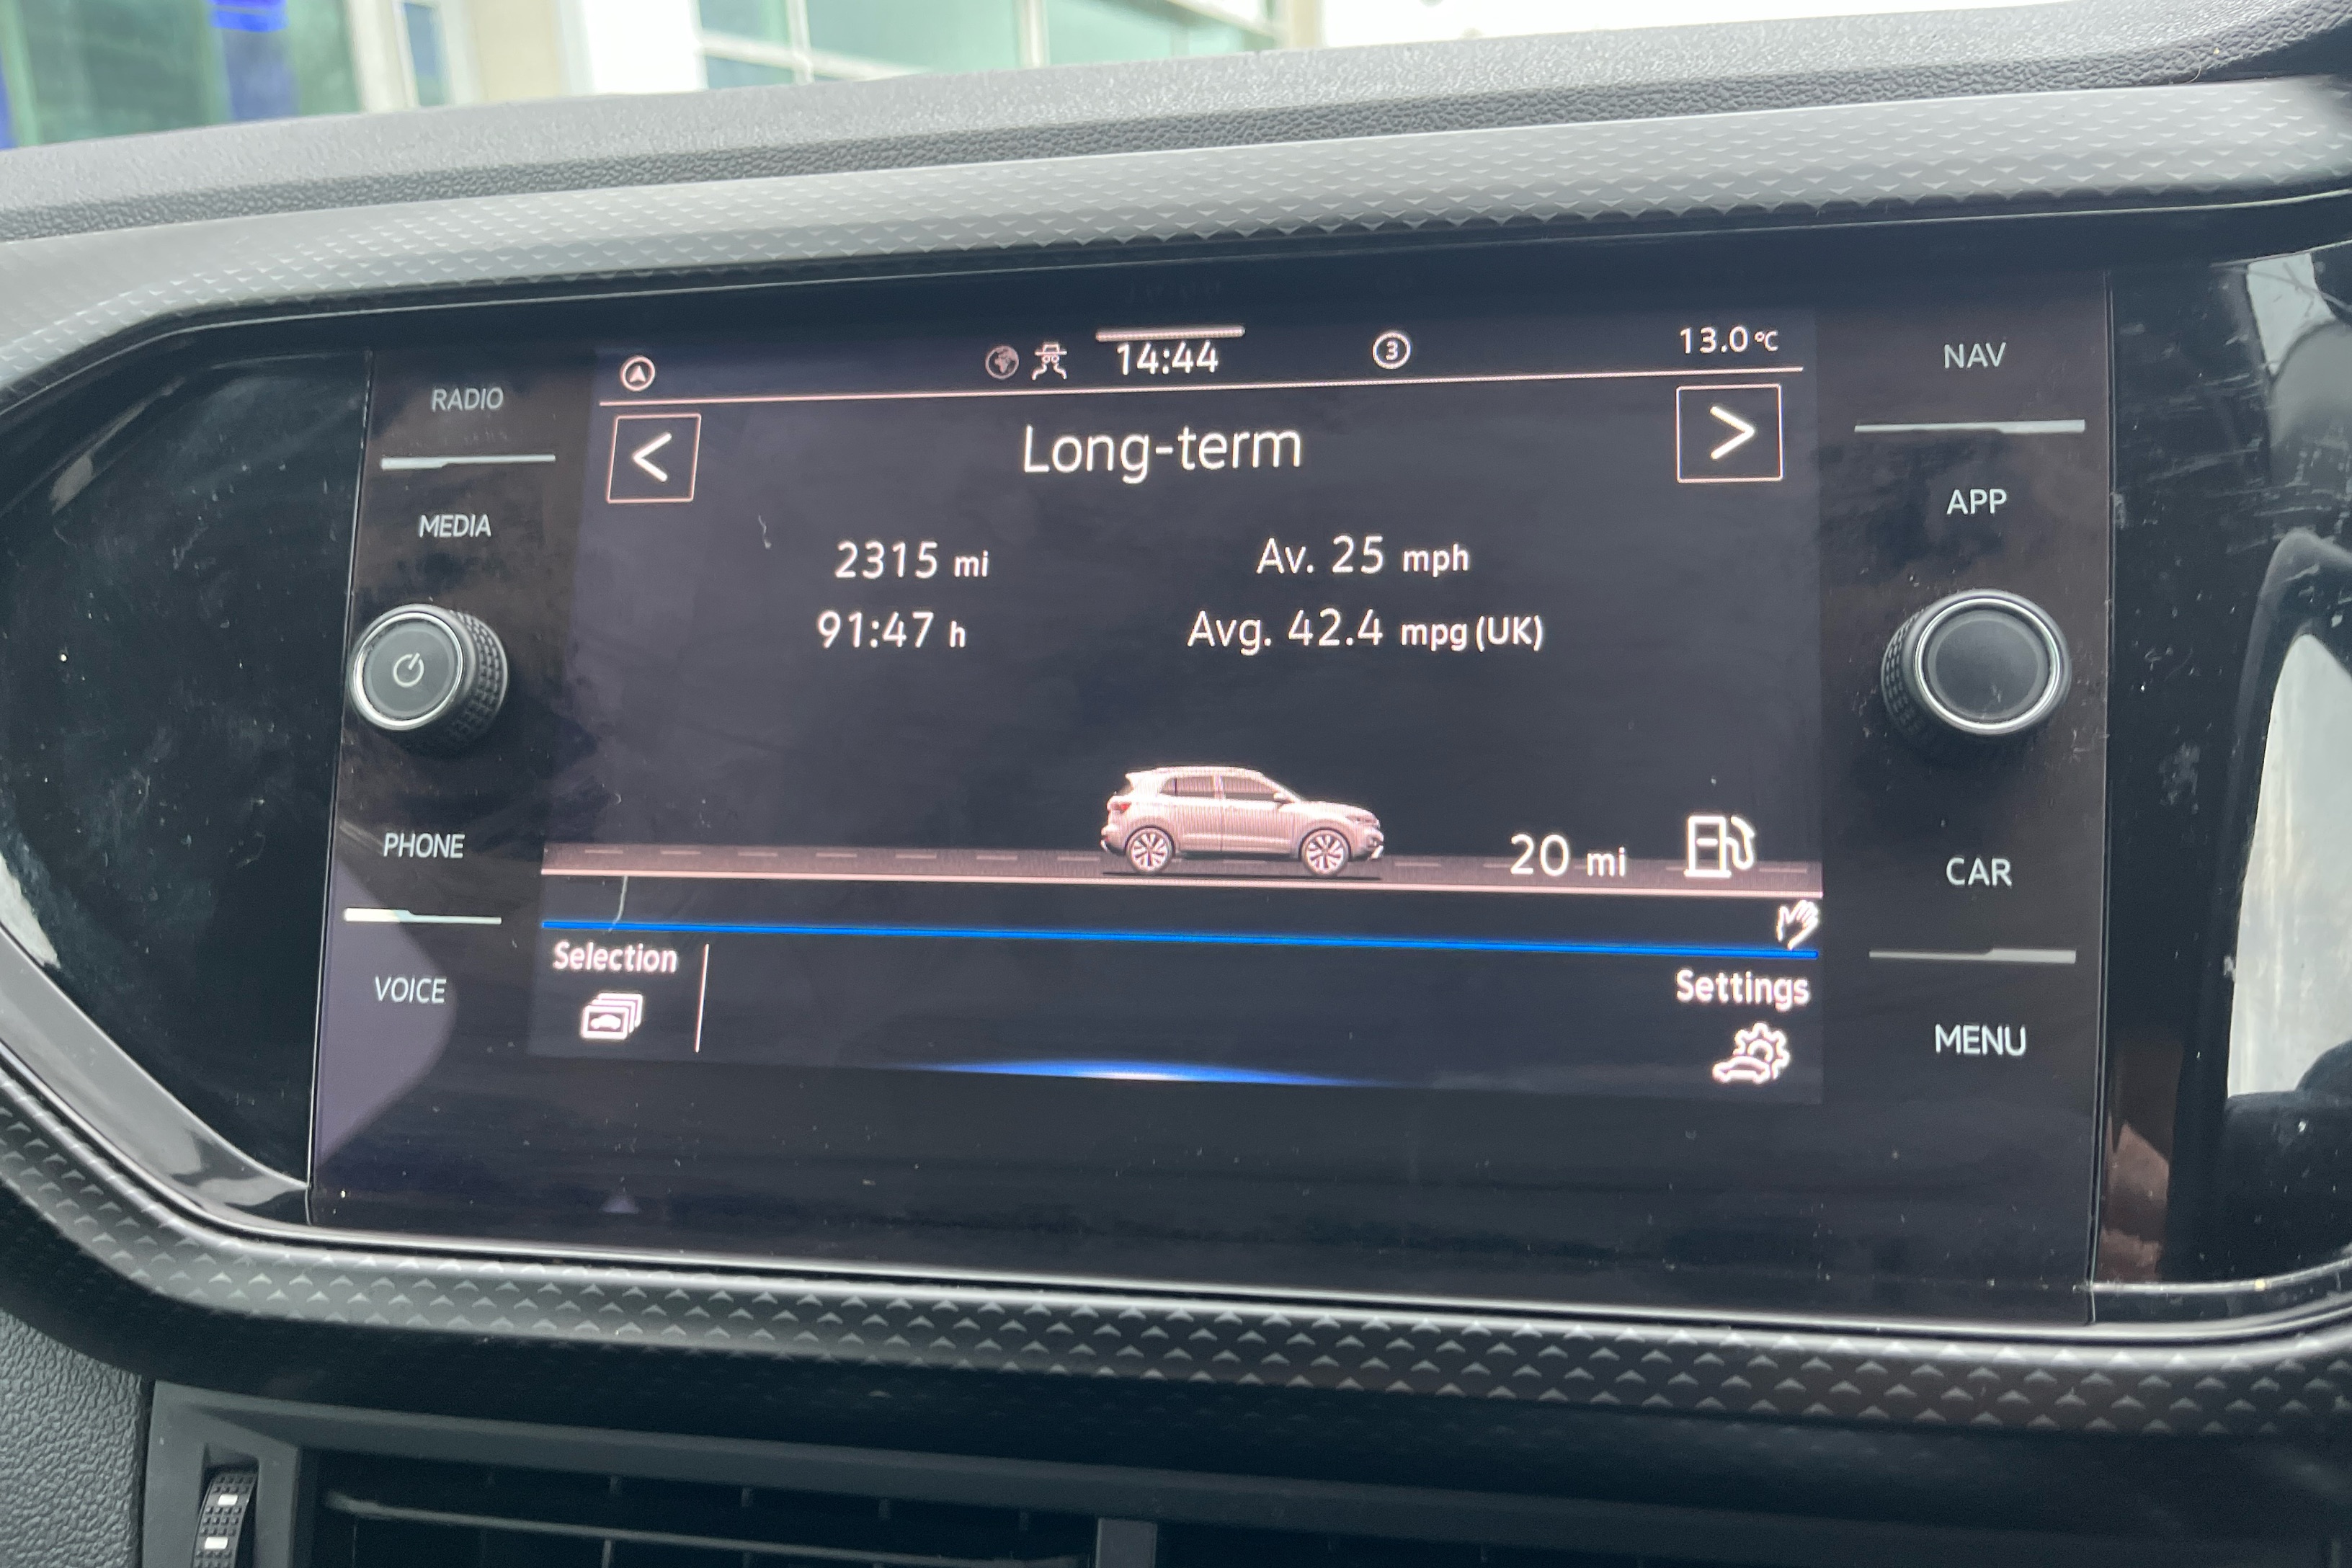 RADIO
MEDIA
PHONE
VOICE
14:44
3
13.0°C
<
Long-term
>
2315 mi
Av. 25 mph
91:47 h
Avg. 42.4 mpg (UK)
20 mi
Selection
Settings
NAV
APP
CAR
MENU